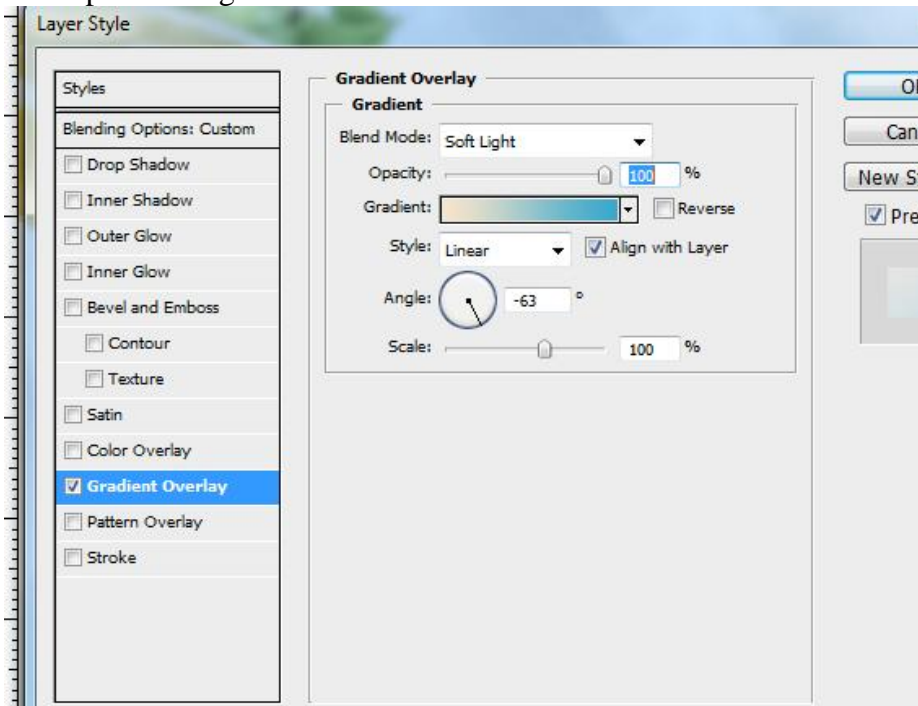 Layer Style
Styles
Blending Options: Custom
Drop Shadow
Inner Shadow
Outer Glow
Inner Glow
Bevel and Emboss
Contour
Texture
Satin
Color Overlay
Gradient Overlay
Pattern Overlay
Stroke
Gradient Overlay
Gradient
Blend Mode: Soft Light
Opacity: 100 %
Gradient: Reverse
Style: Linear Align with Layer
Angle: -63 °
Scale: 100 %
Can
New S
Pre